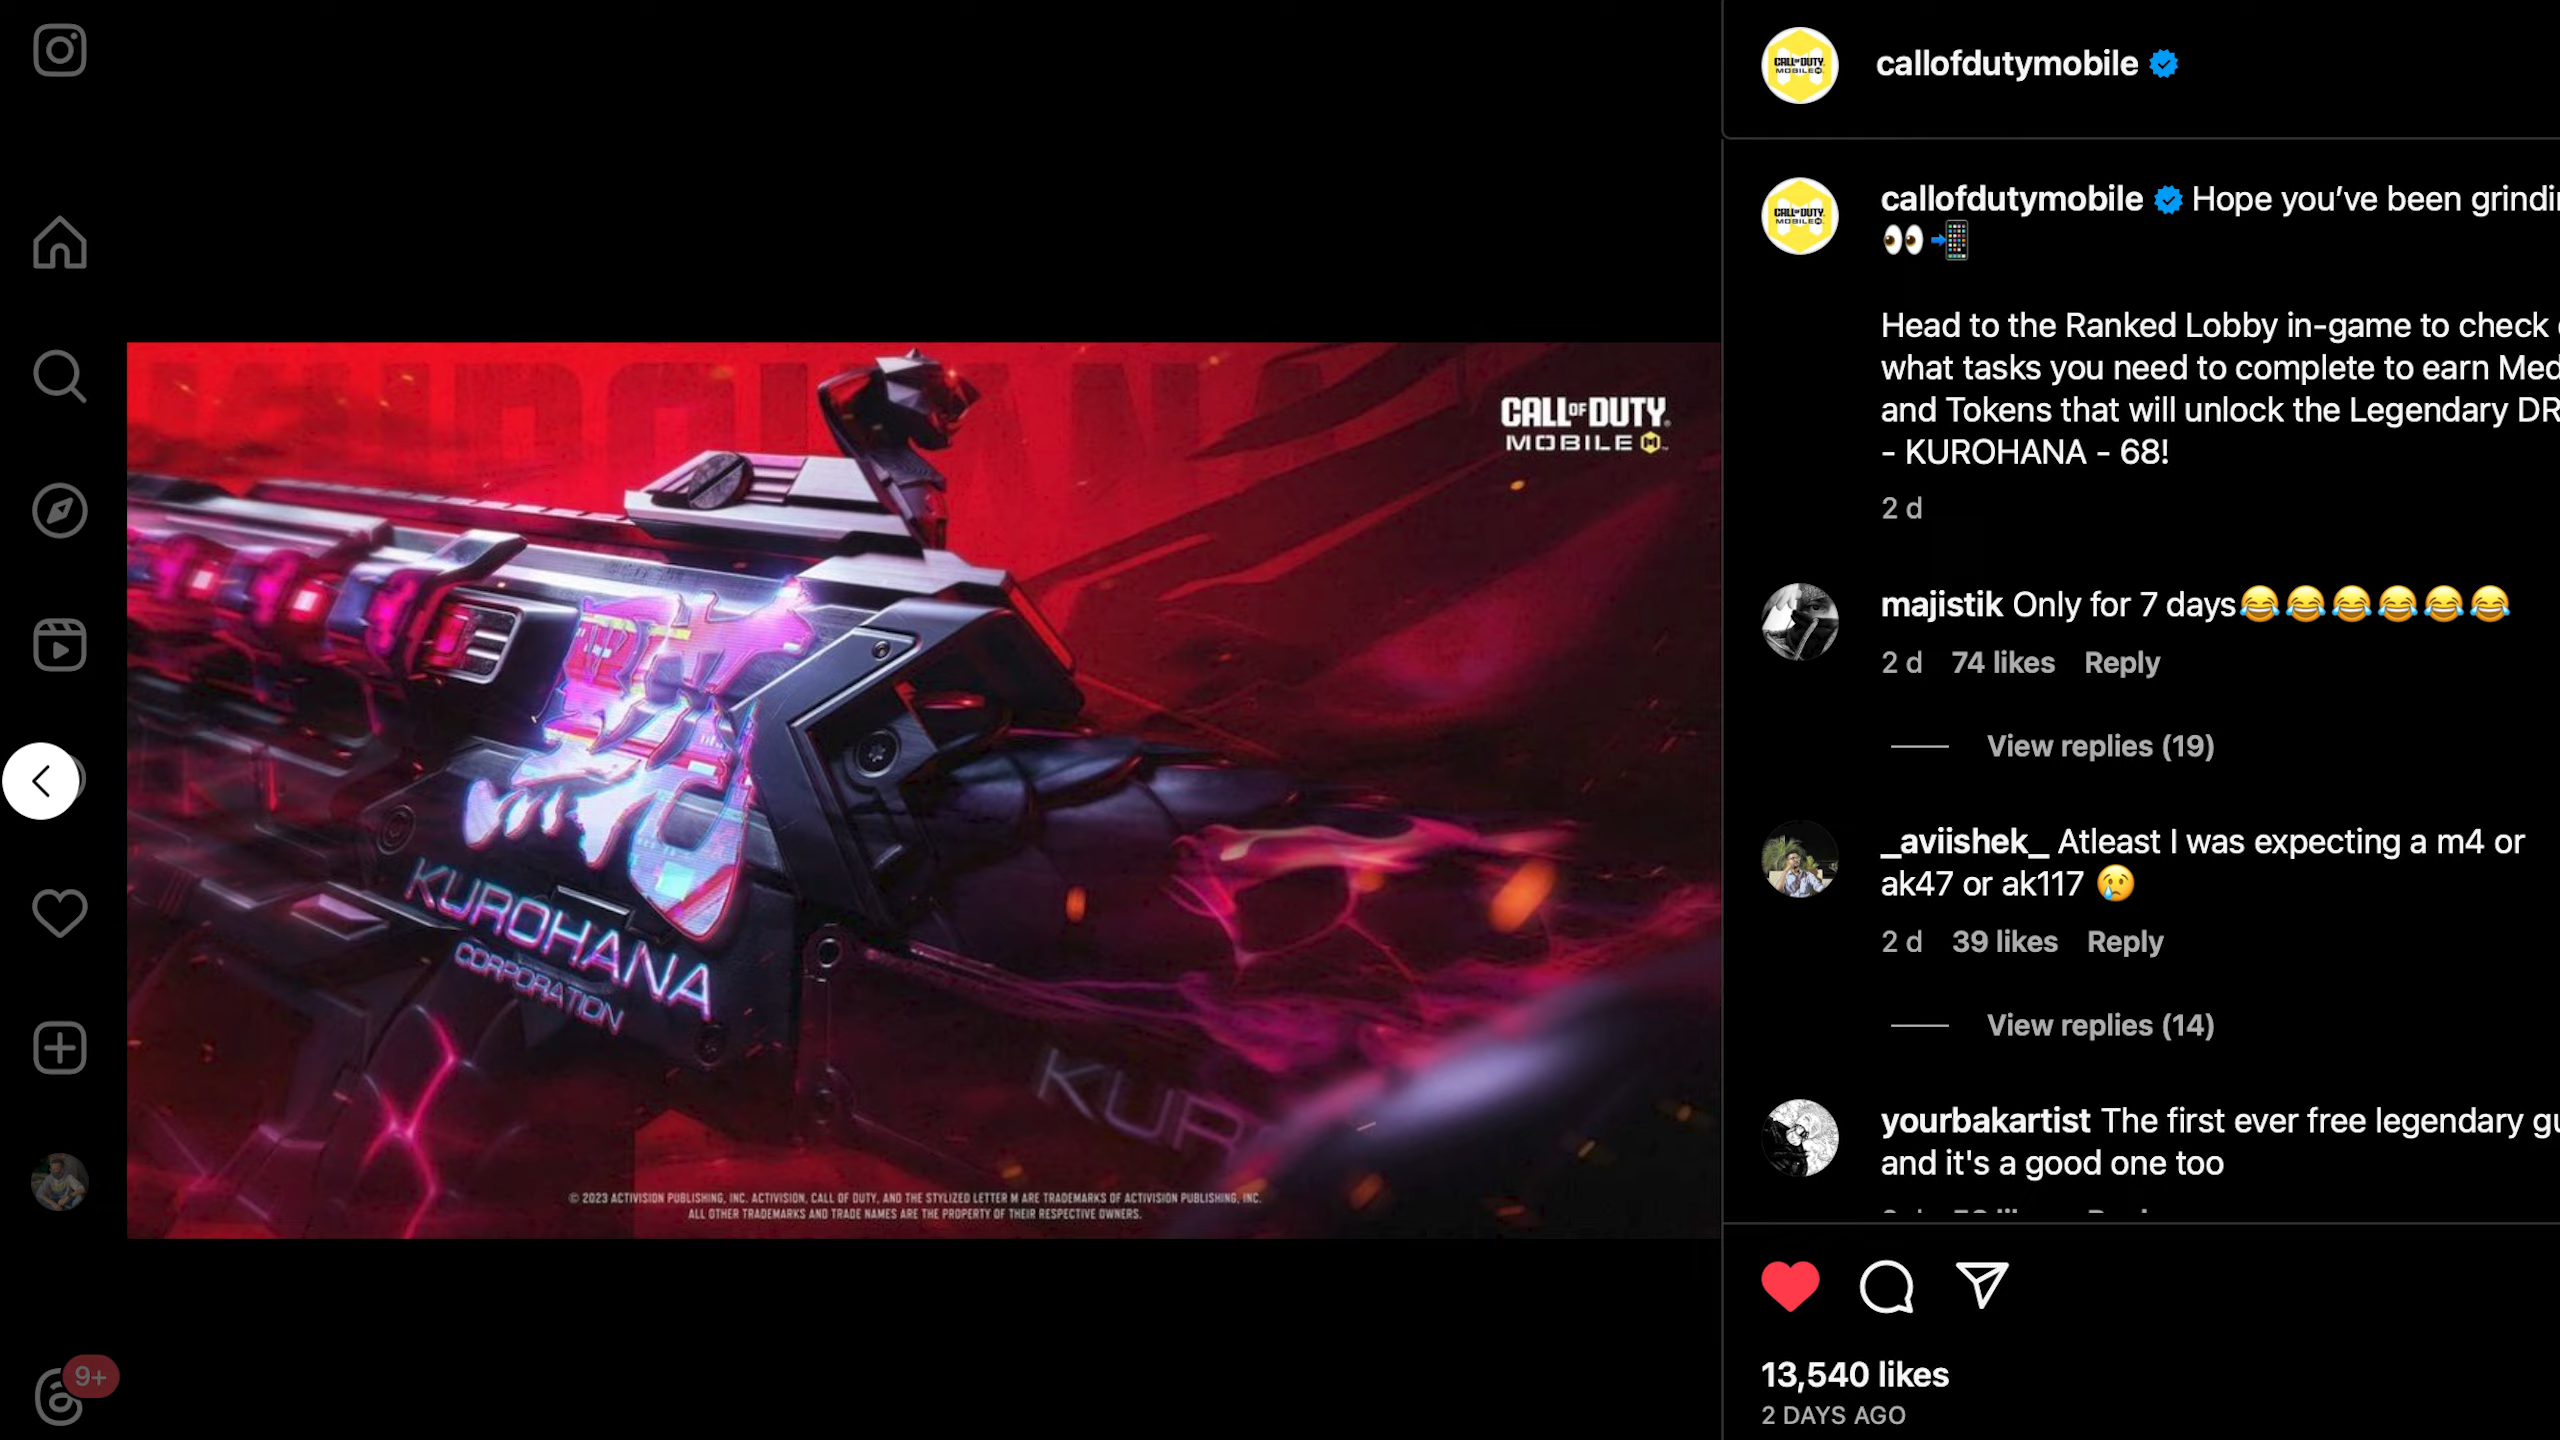 CALL OF DUTY
MOBILE
KUROHANA
CORPORATION
KUR
© 2023 ACTIVISION PUBLISHING, INC. ACTIVISION, CALL OF DUTY, AND THE STYLIZED LETTER M ARE TRADEMARKS OF ACTIVISION PUBLISHING, INC.
ALL OTHER TRADEMARKS AND TRADE NAMES ARE THE PROPERTY OF THEIR RESPECTIVE OWNERS.
9+
callofdutymobile
callofdutymobile Hope you’ve been
👀 📲
Head to the Ranked Lobby in-game to check
what tasks you need to complete to earn
and Tokens that will unlock the Legendary
- KUROHANA - 68!
2 d
majistik Only for 7 days😂😂😂😂😂😂
2 d 74 likes Reply
View replies (19)
_aviishek_ Atleast I was expecting a m4 or
ak47 or ak117 😢
2 d 39 likes Reply
View replies (14)
yourbakartist The first ever free legendary
and it's a good one too
13,540 likes
2 DAYS AGO